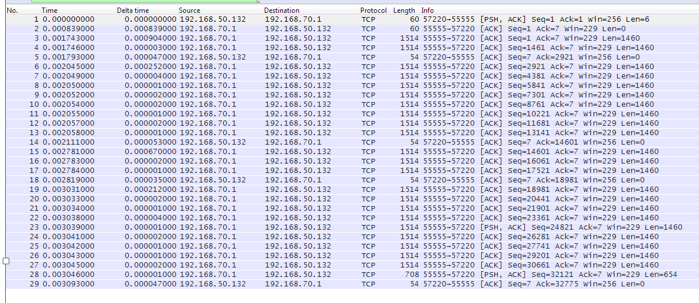 No. Time Delta time Source Destination Protocol Length Info
1 0.000000000 0.000000000 192.168.50.132 192.168.70.1 TCP 60 57220→55555 [PSH, ACK] Seq=1 Ack=1 Win=256 Len=6
2 0.000839000 0.000839000 192.168.70.1 192.168.50.132 TCP 60 55555→57220 [ACK] Seq=1 Ack=7 Win=229 Len=0
3 0.001743000 0.000904000 192.168.70.1 192.168.50.132 TCP 1514 55555→57220 [ACK] Seq=1 Ack=7 Win=229 Len=1460
4 0.001746000 0.000003000 192.168.70.1 192.168.50.132 TCP 1514 55555→57220 [ACK] Seq=1461 Ack=7 Win=229 Len=1460
5 0.001793000 0.000047000 192.168.50.132 192.168.70.1 TCP 54 57220→55555 [ACK] Seq=7 Ack=2921 Win=256 Len=0
6 0.002045000 0.000252000 192.168.70.1 192.168.50.132 TCP 1514 55555→57220 [ACK] Seq=2921 Ack=7 Win=229 Len=1460
7 0.002049000 0.000004000 192.168.70.1 192.168.50.132 TCP 1514 55555→57220 [ACK] Seq=4381 Ack=7 Win=229 Len=1460
8 0.002050000 0.000001000 192.168.70.1 192.168.50.132 TCP 1514 55555→57220 [ACK] Seq=5841 Ack=7 Win=229 Len=1460
9 0.002052000 0.000002000 192.168.70.1 192.168.50.132 TCP 1514 55555→57220 [ACK] Seq=7301 Ack=7 Win=229 Len=1460
10 0.002054000 0.000002000 192.168.70.1 192.168.50.132 TCP 1514 55555→57220 [ACK] Seq=8761 Ack=7 Win=229 Len=1460
11 0.002055000 0.000001000 192.168.70.1 192.168.50.132 TCP 1514 55555→57220 [ACK] Seq=10221 Ack=7 Win=229 Len=1460
12 0.002057000 0.000002000 192.168.70.1 192.168.50.132 TCP 1514 55555→57220 [ACK] Seq=11681 Ack=7 Win=229 Len=1460
13 0.002058000 0.000001000 192.168.70.1 192.168.50.132 TCP 1514 55555→57220 [ACK] Seq=13141 Ack=7 Win=229 Len=1460
14 0.002111000 0.000053000 192.168.50.132 192.168.70.1 TCP 54 57220→55555 [ACK] Seq=7 Ack=14601 Win=256 Len=0
15 0.002781000 0.000670000 192.168.70.1 192.168.50.132 TCP 1514 55555→57220 [ACK] Seq=14601 Ack=7 Win=229 Len=1460
16 0.002783000 0.000002000 192.168.70.1 192.168.50.132 TCP 1514 55555→57220 [ACK] Seq=16061 Ack=7 Win=229 Len=1460
17 0.002784000 0.000001000 192.168.70.1 192.168.50.132 TCP 1514 55555→57220 [ACK] Seq=17521 Ack=7 Win=229 Len=1460
18 0.002819000 0.000035000 192.168.50.132 192.168.70.1 TCP 54 57220→55555 [ACK] Seq=7 Ack=18981 Win=256 Len=0
19 0.003031000 0.000212000 192.168.70.1 192.168.50.132 TCP 1514 55555→57220 [ACK] Seq=18981 Ack=7 Win=229 Len=1460
20 0.003033000 0.000002000 192.168.70.1 192.168.50.132 TCP 1514 55555→57220 [ACK] Seq=20441 Ack=7 Win=229 Len=1460
21 0.003034000 0.000001000 192.168.70.1 192.168.50.132 TCP 1514 55555→57220 [ACK] Seq=21901 Ack=7 Win=229 Len=1460
22 0.003038000 0.000004000 192.168.70.1 192.168.50.132 TCP 1514 55555→57220 [ACK] Seq=23361 Ack=7 Win=229 Len=1460
23 0.003039000 0.000001000 192.168.70.1 192.168.50.132 TCP 1514 55555→57220 [PSH, ACK] Seq=24821 Ack=7 Win=229 Len=1460
24 0.003041000 0.000002000 192.168.70.1 192.168.50.132 TCP 1514 55555→57220 [ACK] Seq=26281 Ack=7 Win=229 Len=1460
25 0.003042000 0.000001000 192.168.70.1 192.168.50.132 TCP 1514 55555→57220 [ACK] Seq=27741 Ack=7 Win=229 Len=1460
26 0.003043000 0.000001000 192.168.70.1 192.168.50.132 TCP 1514 55555→57220 [ACK] Seq=29201 Ack=7 Win=229 Len=1460
27 0.003045000 0.000002000 192.168.70.1 192.168.50.132 TCP 1514 55555→57220 [ACK] Seq=30661 Ack=7 Win=229 Len=1460
28 0.003046000 0.000001000 192.168.70.1 192.168.50.132 TCP 708 55555→57220 [PSH, ACK] Seq=32121 Ack=7 Win=229 Len=654
29 0.003093000 0.000047000 192.168.50.132 192.168.70.1 TCP 54 57220→55555 [ACK] Seq=7 Ack=32775 Win=256 Len=0